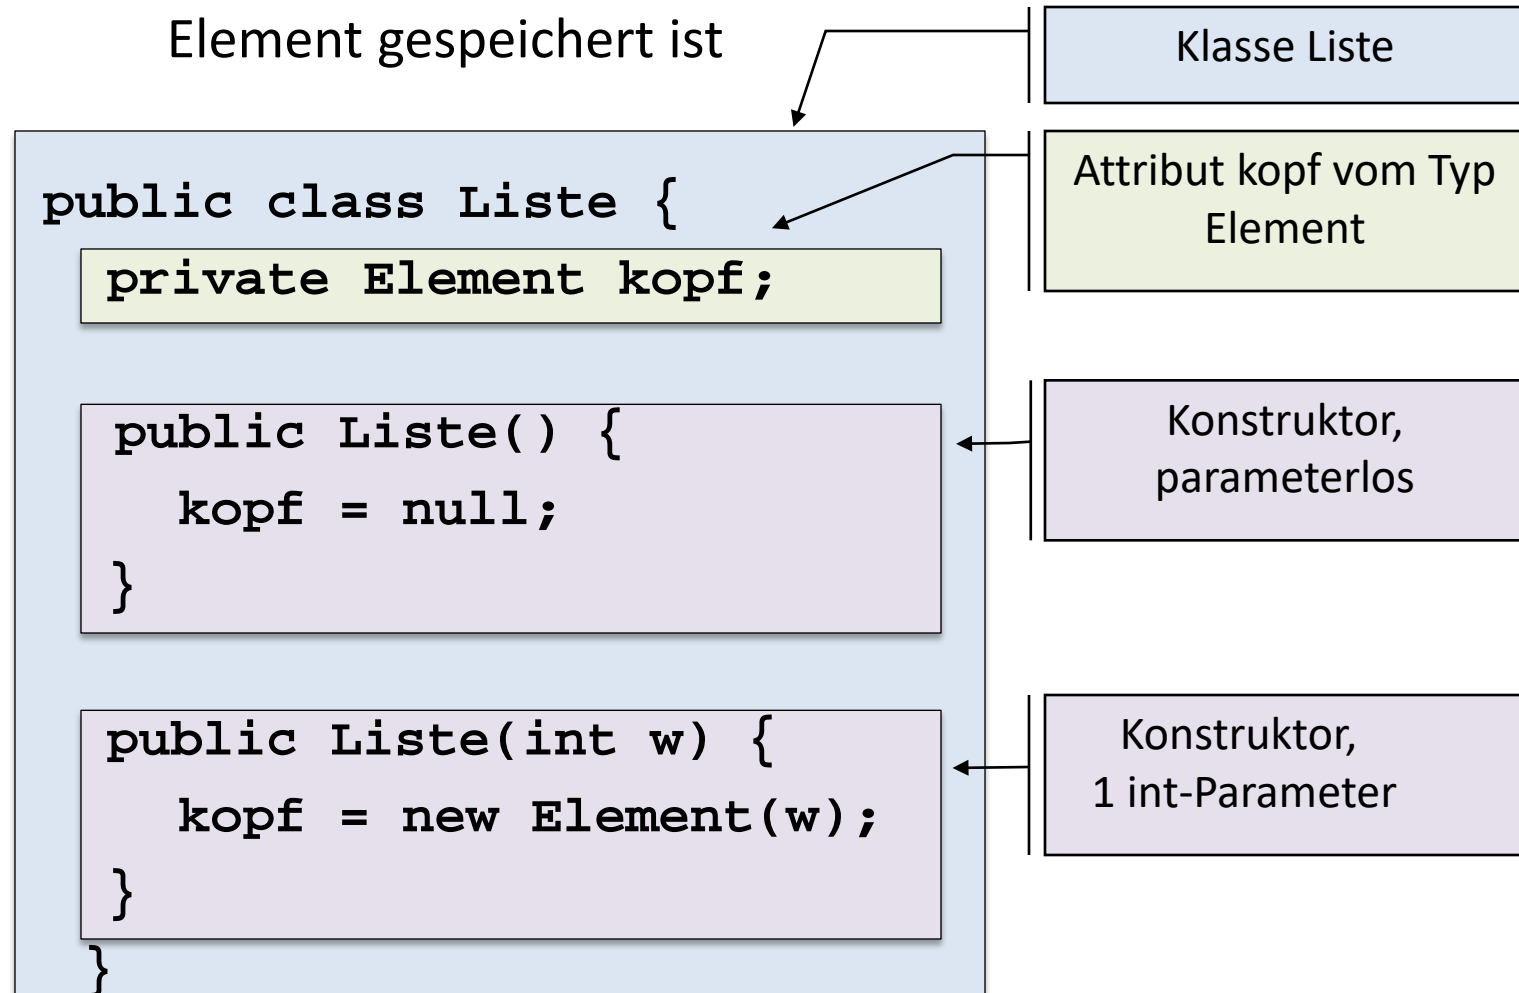 Element gespeichert ist
Klasse Liste
public class Liste {
private Element kopf;
Attribut kopf vom Typ
Element
public Liste() {
kopf = null;
}
Konstruktor,
parameterlos
public Liste(int w) {
kopf = new Element(w);
}
Konstruktor,
1 int-Parameter
}